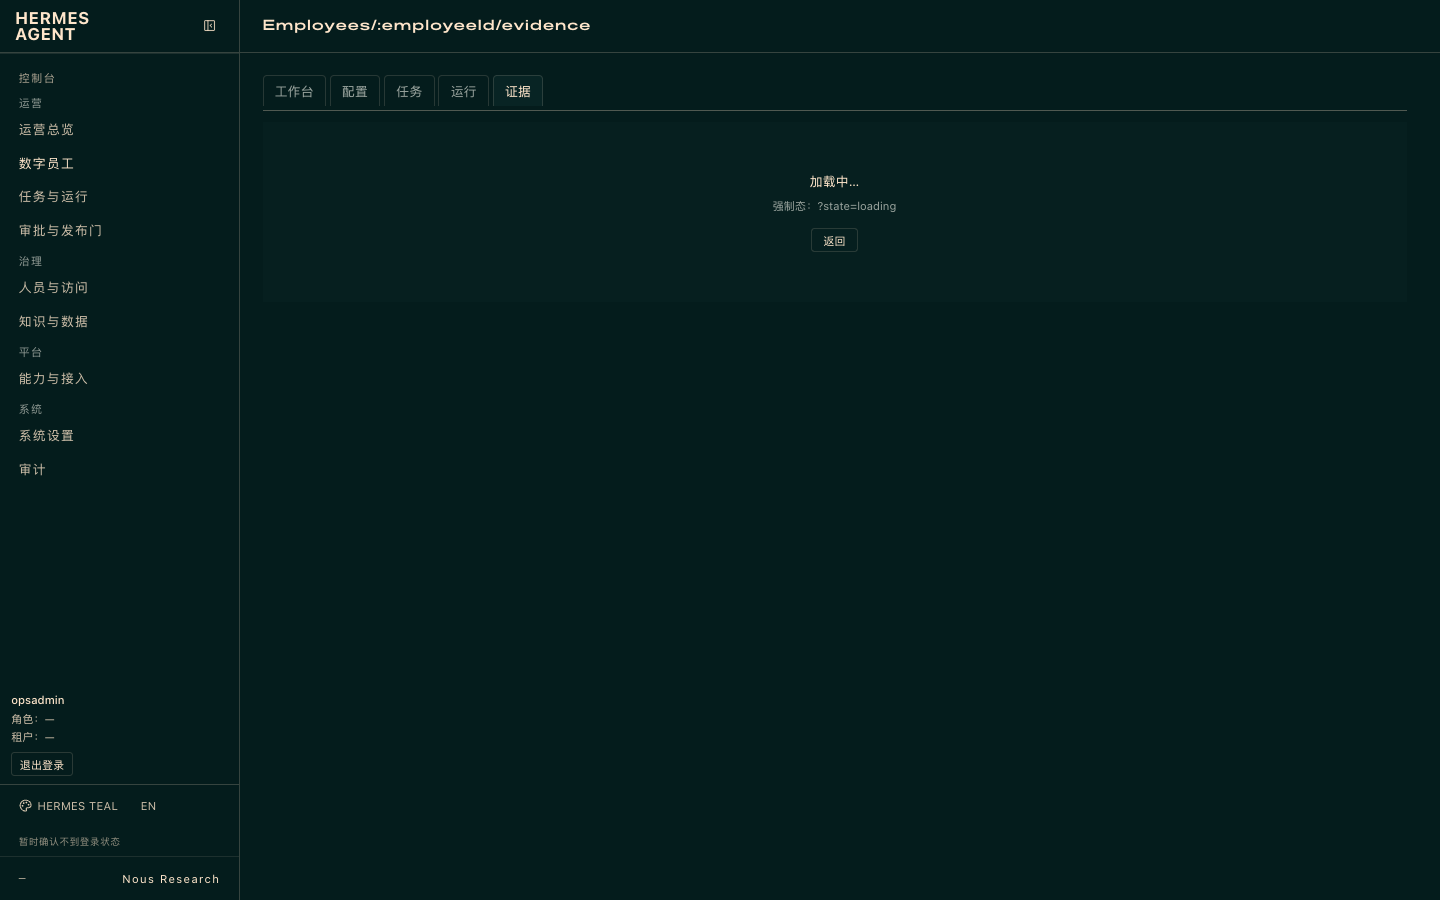 HERMES
AGENT
控制台
运营
运营总览
数字员工
任务与运行
审批与发布门
治理
人员与访问
知识与数据
平台
能力与接入
系统
系统设置
审计
opsadmin
角色: —
租户: —
退出登录
HERMES TEAL EN
暂时确认不到登录状态
— Nous Research
Employees/:employeeId/evidence
工作台 配置 任务 运行 证据
加载中...
强制态: ?state=loading
返回